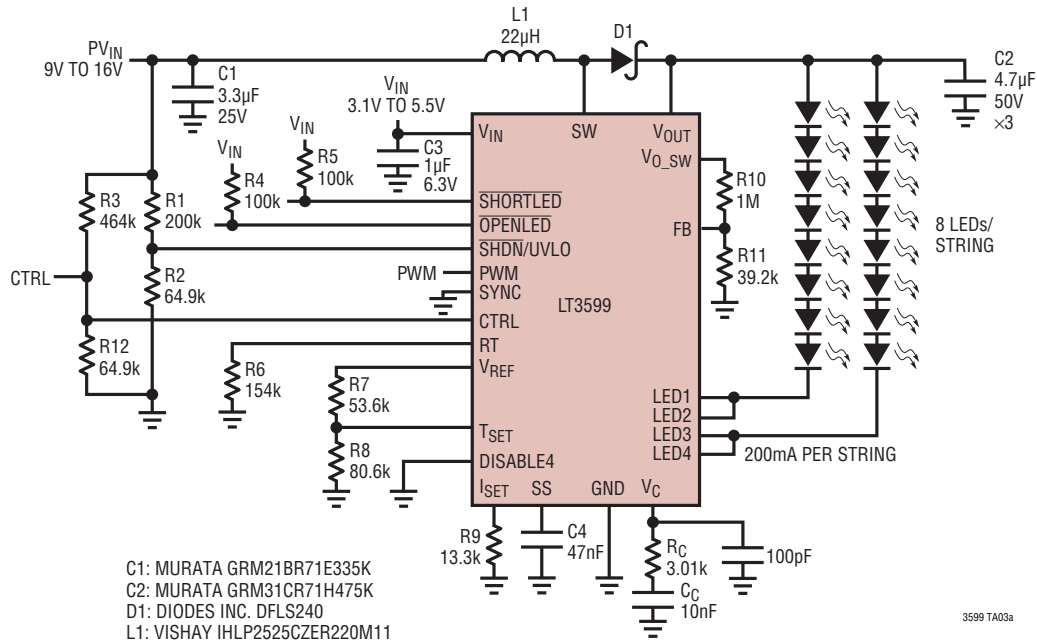 L1
22µH
D1
PVIN
9V TO 16V
C1
3.3µF
25V
C2
4.7µF
50V
×3
VIN
3.1V TO 5.5V
VIN
VIN
C3
1µF
6.3V
R5
100k
R4
100k
R3
464k
R1
200k
CTRL
R2
64.9k
R12
64.9k
R6
154k
R7
53.6k
R8
80.6k
PWM
VIN
SW
VOUT
VO_SW
SHORTLED
OPENLED
SHDN/UVLO
PWM
SYNC
CTRL
RT
VREF
TSET
DISABLE4
ISET
SS
GND
VC
LT3599
FB
LED1
LED2
LED3
LED4
R10
1M
R11
39.2k
8 LEDs/
STRING
200mA PER STRING
R9
13.3k
C4
47nF
RC
3.01k
CC
10nF
100pF
C1: MURATA GRM21BR71E335K
C2: MURATA GRM31CR71H475K
D1: DIODES INC. DFLS240
L1: VISHAY IHLP2525CZER220M11
3599 TA03a